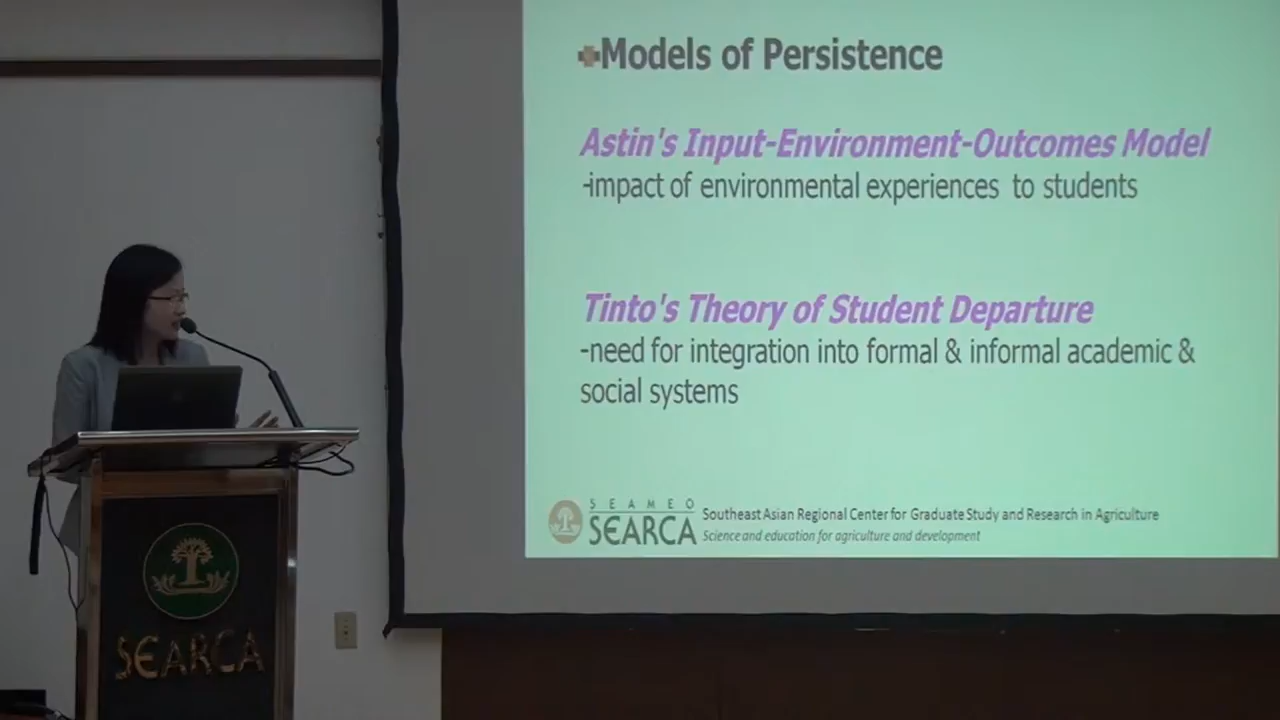 Models of Persistence
Astin's Input-Environment-Outcomes Model
-impact of environmental experiences to students
Tinto's Theory of Student Departure
-need for integration into formal & informal academic &
social systems
SEAMEO
SEARCA
Southeast Asian Regional Center for Graduate Study and Research in Agriculture
Science and education for agriculture and development
SEARCA